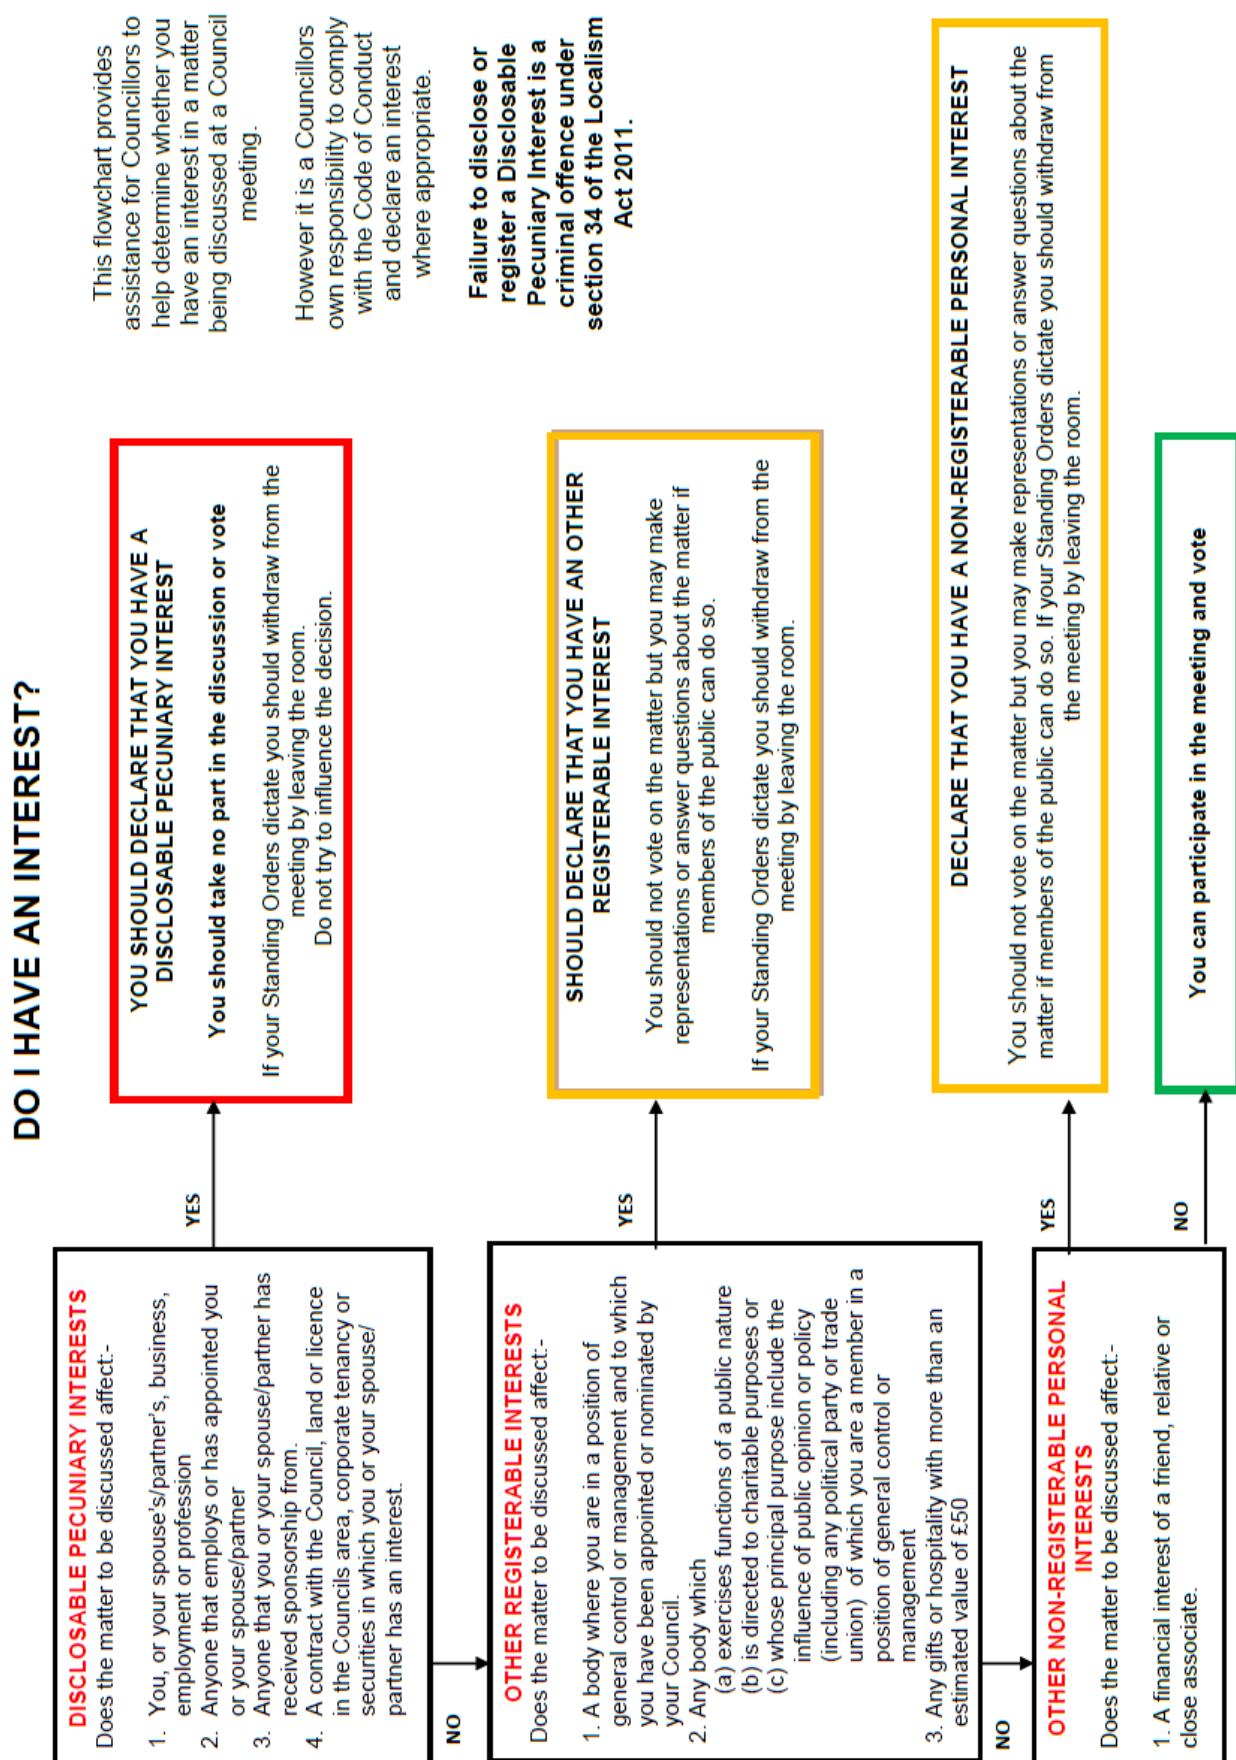 DO I HAVE AN INTEREST?
DISCLOSABLE PECUNIARY INTERESTS
Does the matter to be discussed affect:-
1. You, or your spouse's/partner's, business,
employment or profession
2. Anyone that employs or has appointed you
or your spouse/partner
3. Anyone that you or your spouse/partner has
received sponsorship from.
4. A contract with the Council, land or licence
in the Councils area, corporate tenancy or
securities in which you or your spouse/
partner has an interest.
YES
YOU SHOULD DECLARE THAT YOU HAVE A
DISCLOSABLE PECUNIARY INTEREST
You should take no part in the discussion or vote
If your Standing Orders dictate you should withdraw from the
meeting by leaving the room.
Do not try to influence the decision.
This flowchart provides
assistance for Councillors to
help determine whether you
have an interest in a matter
being discussed at a Council
meeting.
However it is a Councillors
own responsibility to comply
with the Code of Conduct
and declare an interest
where appropriate.
Failure to disclose or
register a Disclosable
Pecuniary Interest is a
criminal offence under
section 34 of the Localism
Act 2011.
NO
OTHER REGISTERABLE INTERESTS
Does the matter to be discussed affect:-
1. A body where you are in a position of
general control or management and to which
you have been appointed or nominated by
your Council.
2. Any body which
(a) exercises functions of a public nature
(b) is directed to charitable purposes or
(c) whose principal purpose include the
influence of public opinion or policy
(including any political party or trade
union) of which you are a member in a
position of general control or
management
3. Any gifts or hospitality with more than an
estimated value of £50
YES
SHOULD DECLARE THAT YOU HAVE AN OTHER
REGISTERABLE INTEREST
You should not vote on the matter but you may make
representations or answer questions about the matter if
members of the public can do so.
If your Standing Orders dictate you should withdraw from the
meeting by leaving the room.
NO
OTHER NON-REGISTERABLE PERSONAL
INTERESTS
Does the matter to be discussed affect:-
1. A financial interest of a friend, relative or
close associate.
YES
DECLARE THAT YOU HAVE A NON-REGISTERABLE PERSONAL INTEREST
You should not vote on the matter but you may make representations or answer questions about the
matter if members of the public can do so. If your Standing Orders dictate you should withdraw from
the meeting by leaving the room.
NO
You can participate in the meeting and vote